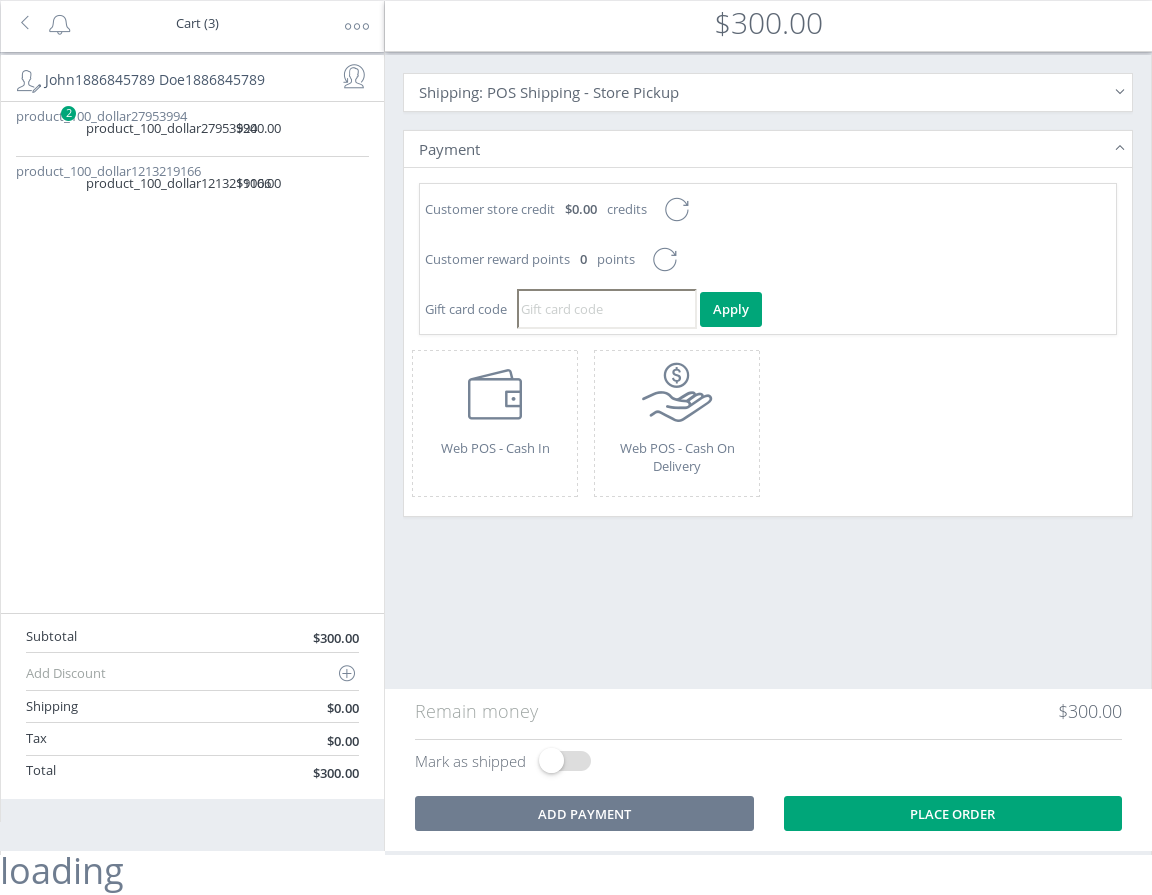 Cart (3)
John1886845789 Doe1886845789
product_100_dollar27953994
2
product_100_dollar27953994
$200.00
product_100_dollar1213219166
product_100_dollar1213219166
$100.00
Subtotal $300.00
Add Discount
Shipping $0.00
Tax $0.00
Total $300.00
$300.00
Shipping: POS Shipping - Store Pickup
Payment
Customer store credit $0.00 credits
Customer reward points 0 points
Gift card code Gift card code Apply
Web POS - Cash In
Web POS - Cash On
Delivery
Remain money $300.00
Mark as shipped
ADD PAYMENT PLACE ORDER
loading